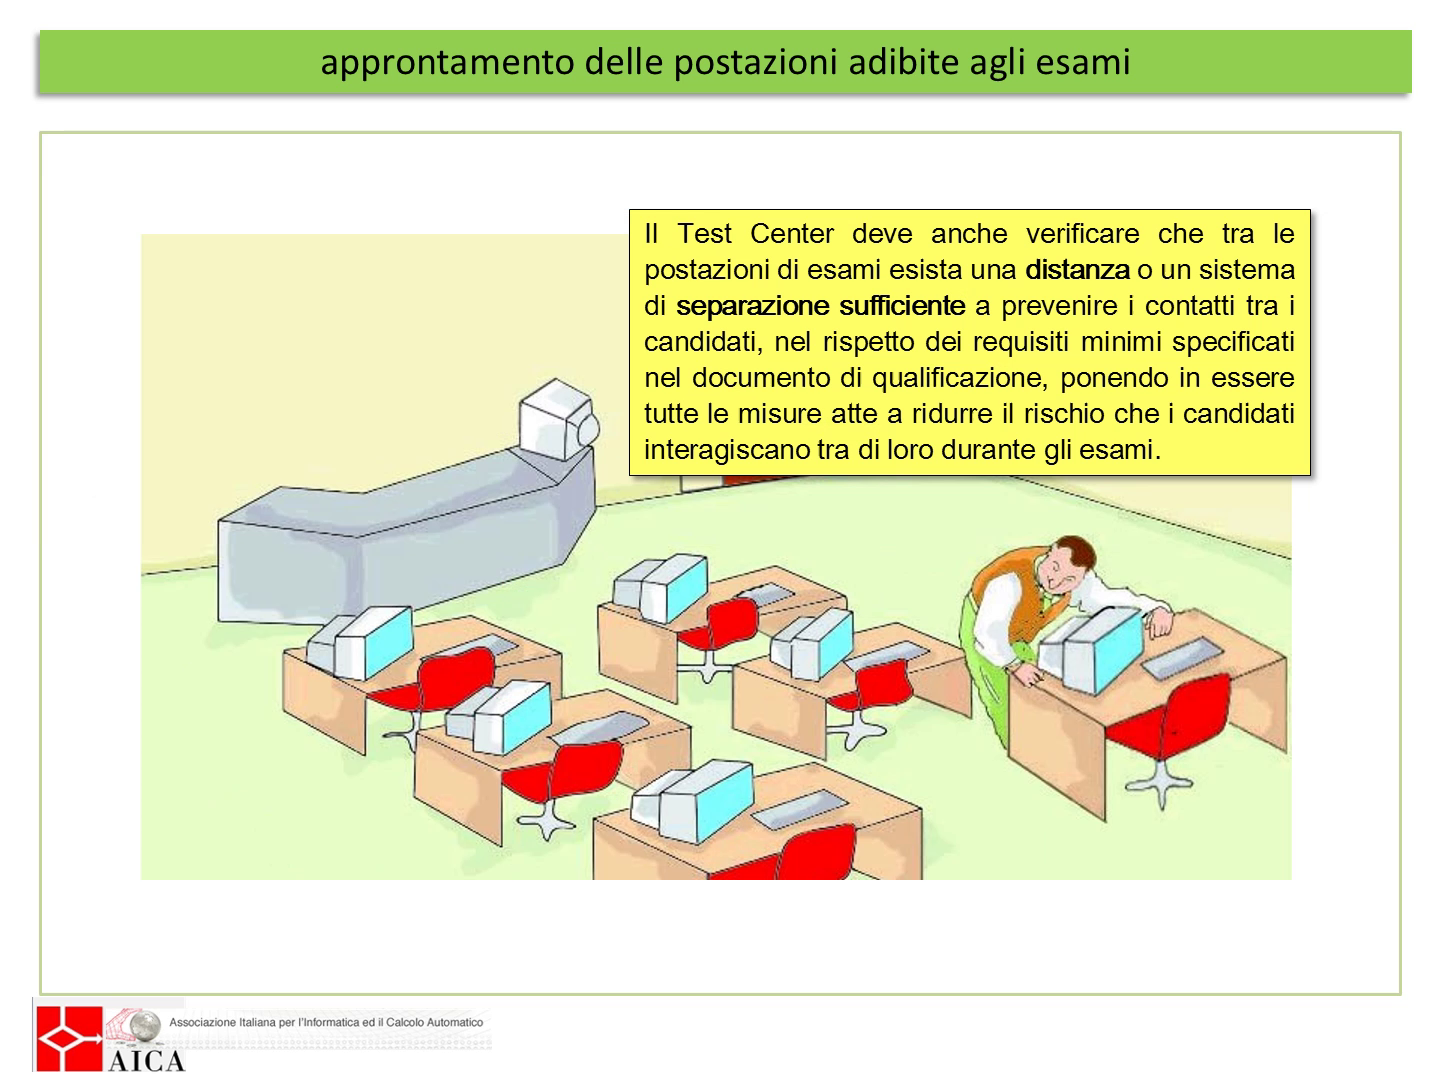 approntamento delle postazioni adibite agli esami
Il Test Center deve anche verificare che tra le
postazioni di esami esista una distanza o un sistema
di separazione sufficiente a prevenire i contatti tra i
candidati, nel rispetto dei requisiti minimi specificati
nel documento di qualificazione, ponendo in essere
tutte le misure atte a ridurre il rischio che i candidati
interagiscano tra di loro durante gli esami.
Associazione Italiana per l'Informatica ed il Calcolo Automatico
AICA